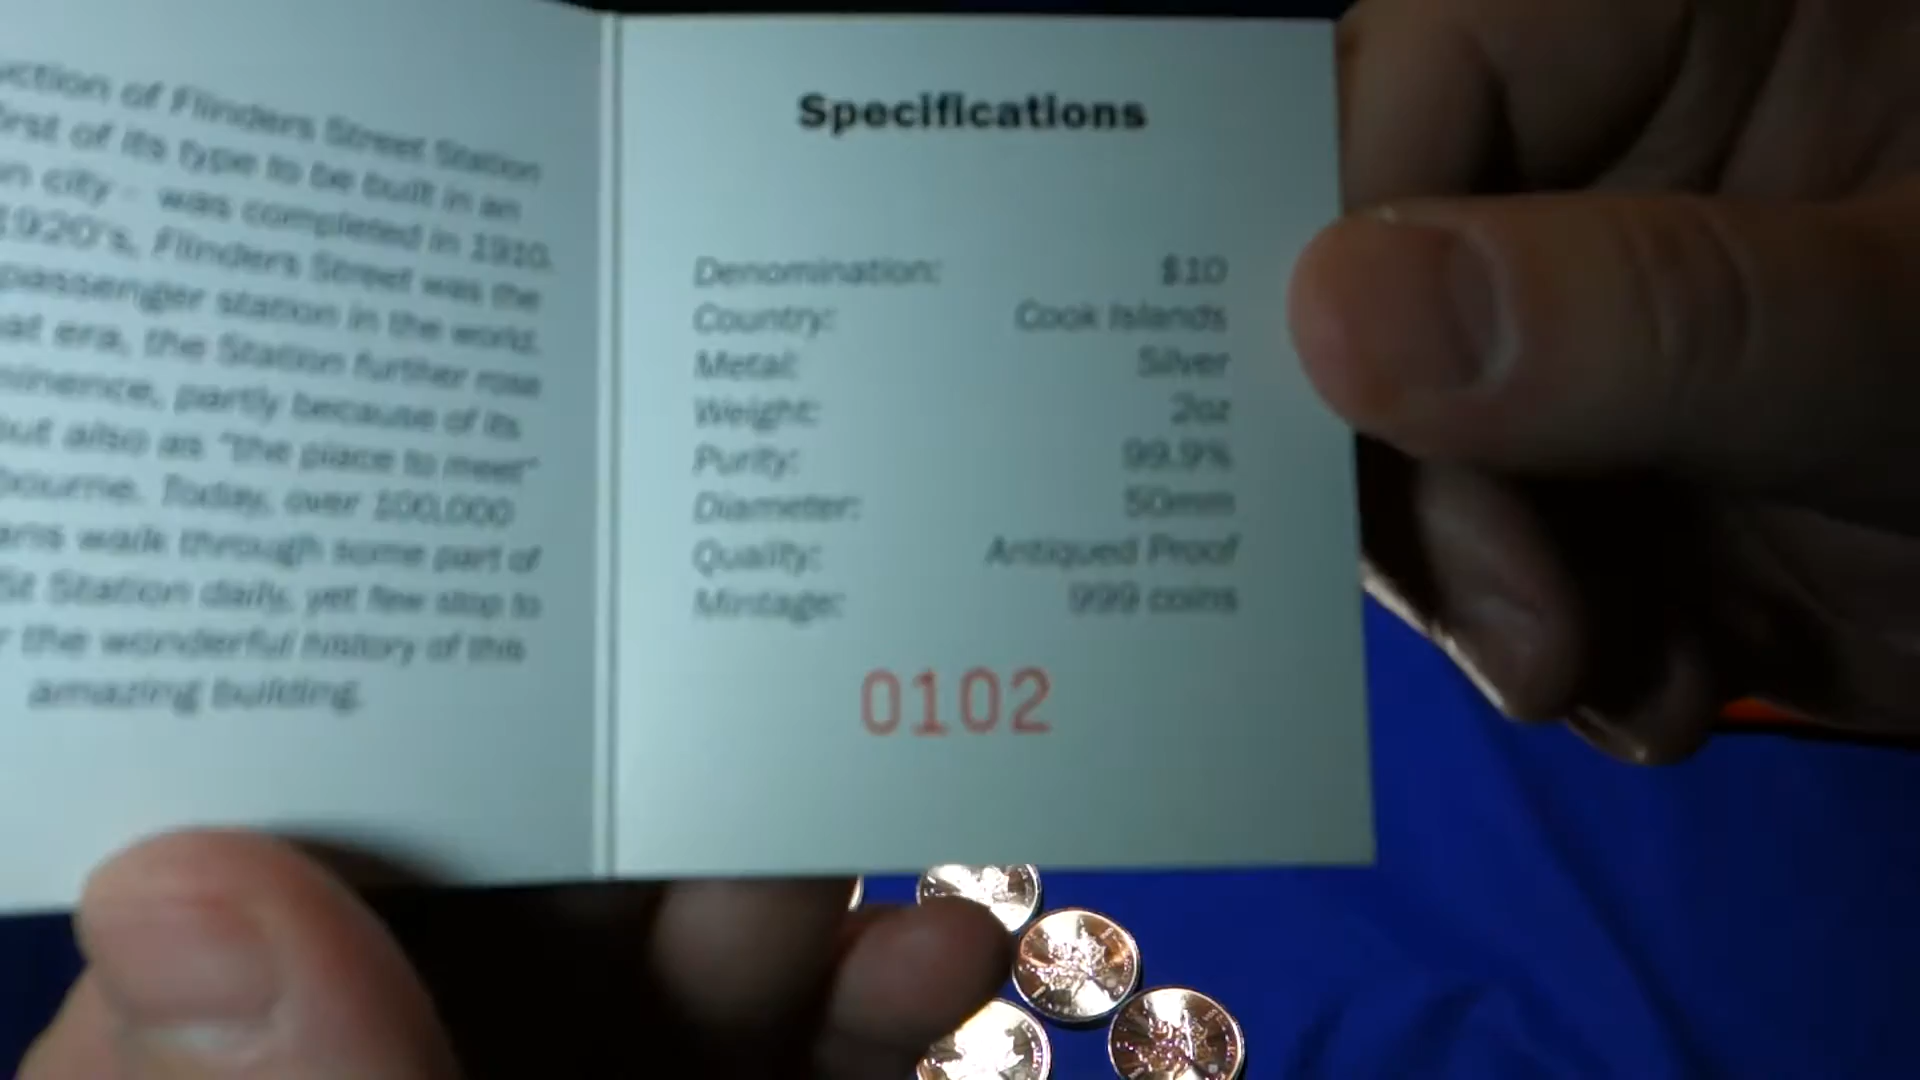 uction of Flinders Street Station
first of its type to be built in an
n city - was completed in 1910.
1920's, Flinders Street was the
passenger station in the world.
at era, the Station further rose
minence, partly because of its
but also as "the place to meet"
bourne. Today, over 100,000
ans walk through some part of
St Station daily, yet few stop to
r the wonderful history of this
amazing building.
Specifications
Denomination: $10
Country: Cook Islands
Metal: Silver
Weight: 2oz
Purity: 99.9%
Diameter: 50mm
Quality: Antiqued Proof
Mintage: 999 coins
0102